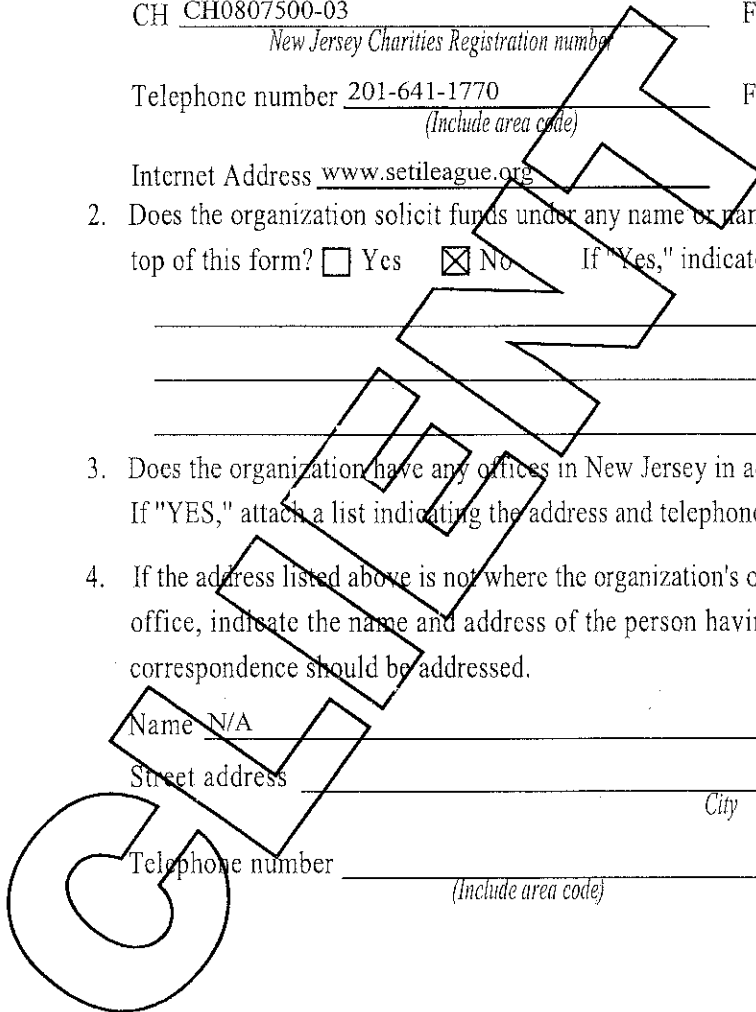 CH CH0807500-03 F
New Jersey Charities Registration number
Telephone number 201-641-1770 F
(Include area code)
Internet Address www.setileague.org
2. Does the organization solicit funds under any name or
top of this form? ☐ Yes ☒ No If "Yes," indicat
3. Does the organization have any offices in New Jersey in a
If "YES," attach a list indicating the address and telephon
4. If the address listed above is not where the organization's o
office, indicate the name and address of the person havi
correspondence should be addressed.
Name N/A
Street address
City
Telephone number
(Include area code)
CLIENT